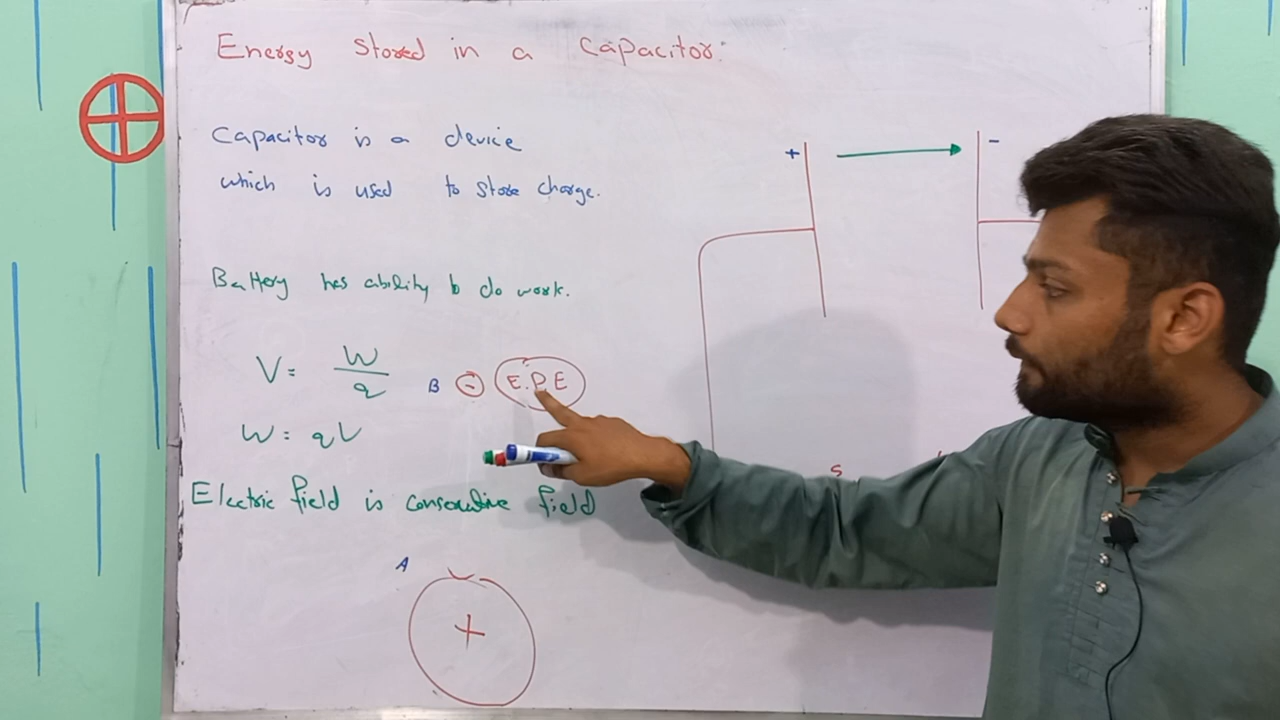 Energy stored in a Capacitor:
Capacitor is a device
which is used to store charge.
Battery has ability to do work.
V = W/q
B - E.P.E
W = qV
Electric field is conservative field
A
+
+ -
S